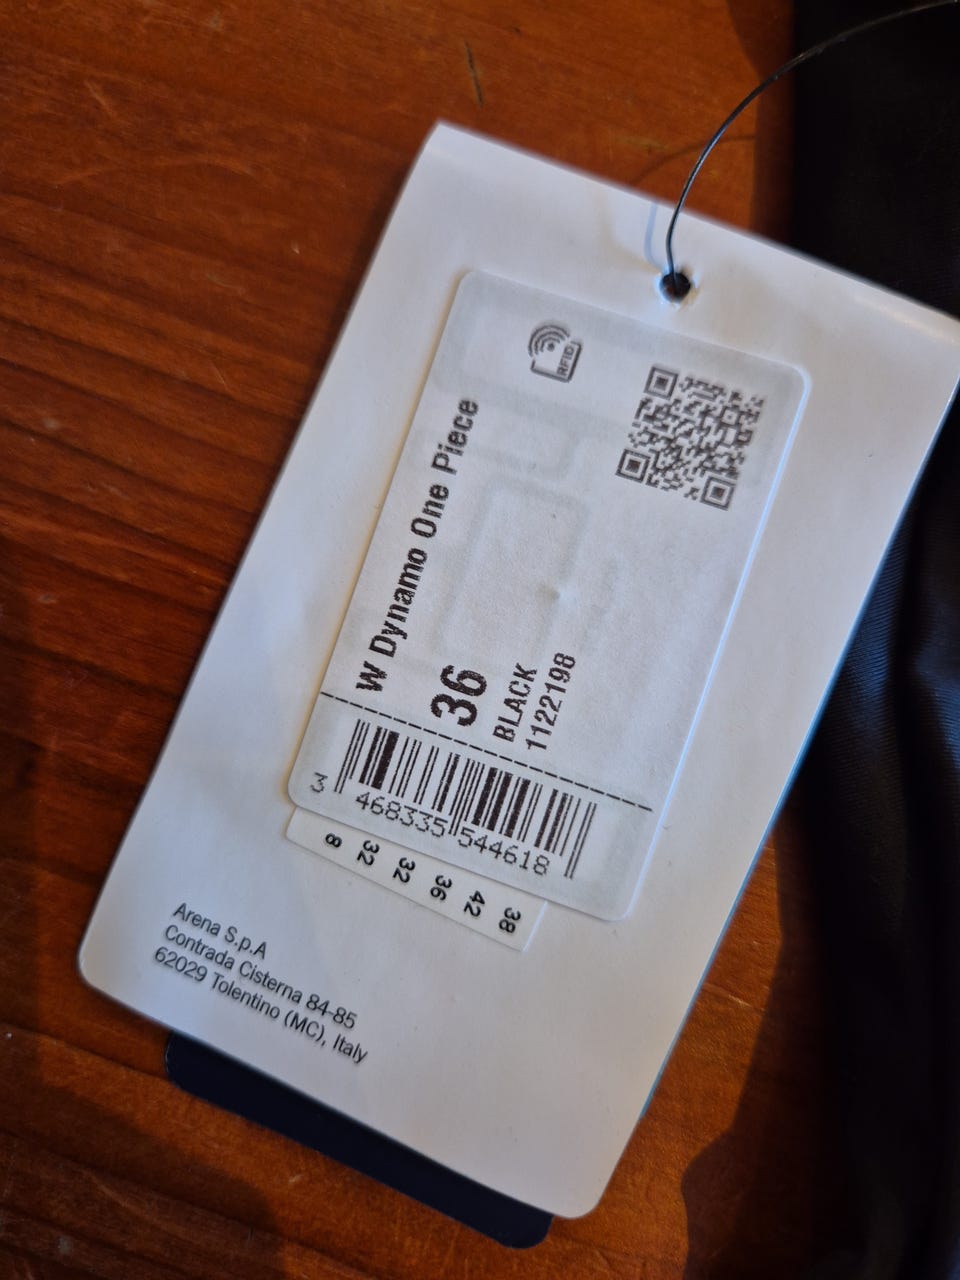 RFID
W Dynamo One Piece
36
BLACK
1122198
3 468335 544618
8 32 32 36 42 38
Arena S.p.A
Contrada Cisterna 84-85
62029 Tolentino (MC), Italy